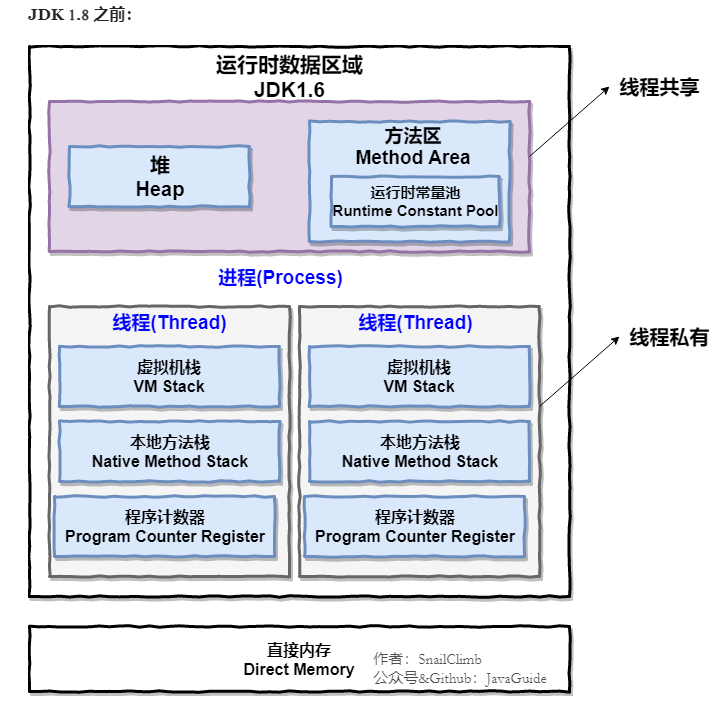 JDK 1.8 之前：
运行时数据区域
JDK1.6
线程共享
堆
Heap
方法区
Method Area
运行时常量池
Runtime Constant Pool
进程(Process)
线程(Thread)
虚拟机栈
VM Stack
本地方法栈
Native Method Stack
程序计数器
Program Counter Register
线程(Thread)
虚拟机栈
VM Stack
本地方法栈
Native Method Stack
程序计数器
Program Counter Register
线程私有
直接内存
Direct Memory
作者：SnailClimb
公众号&Github：JavaGuide